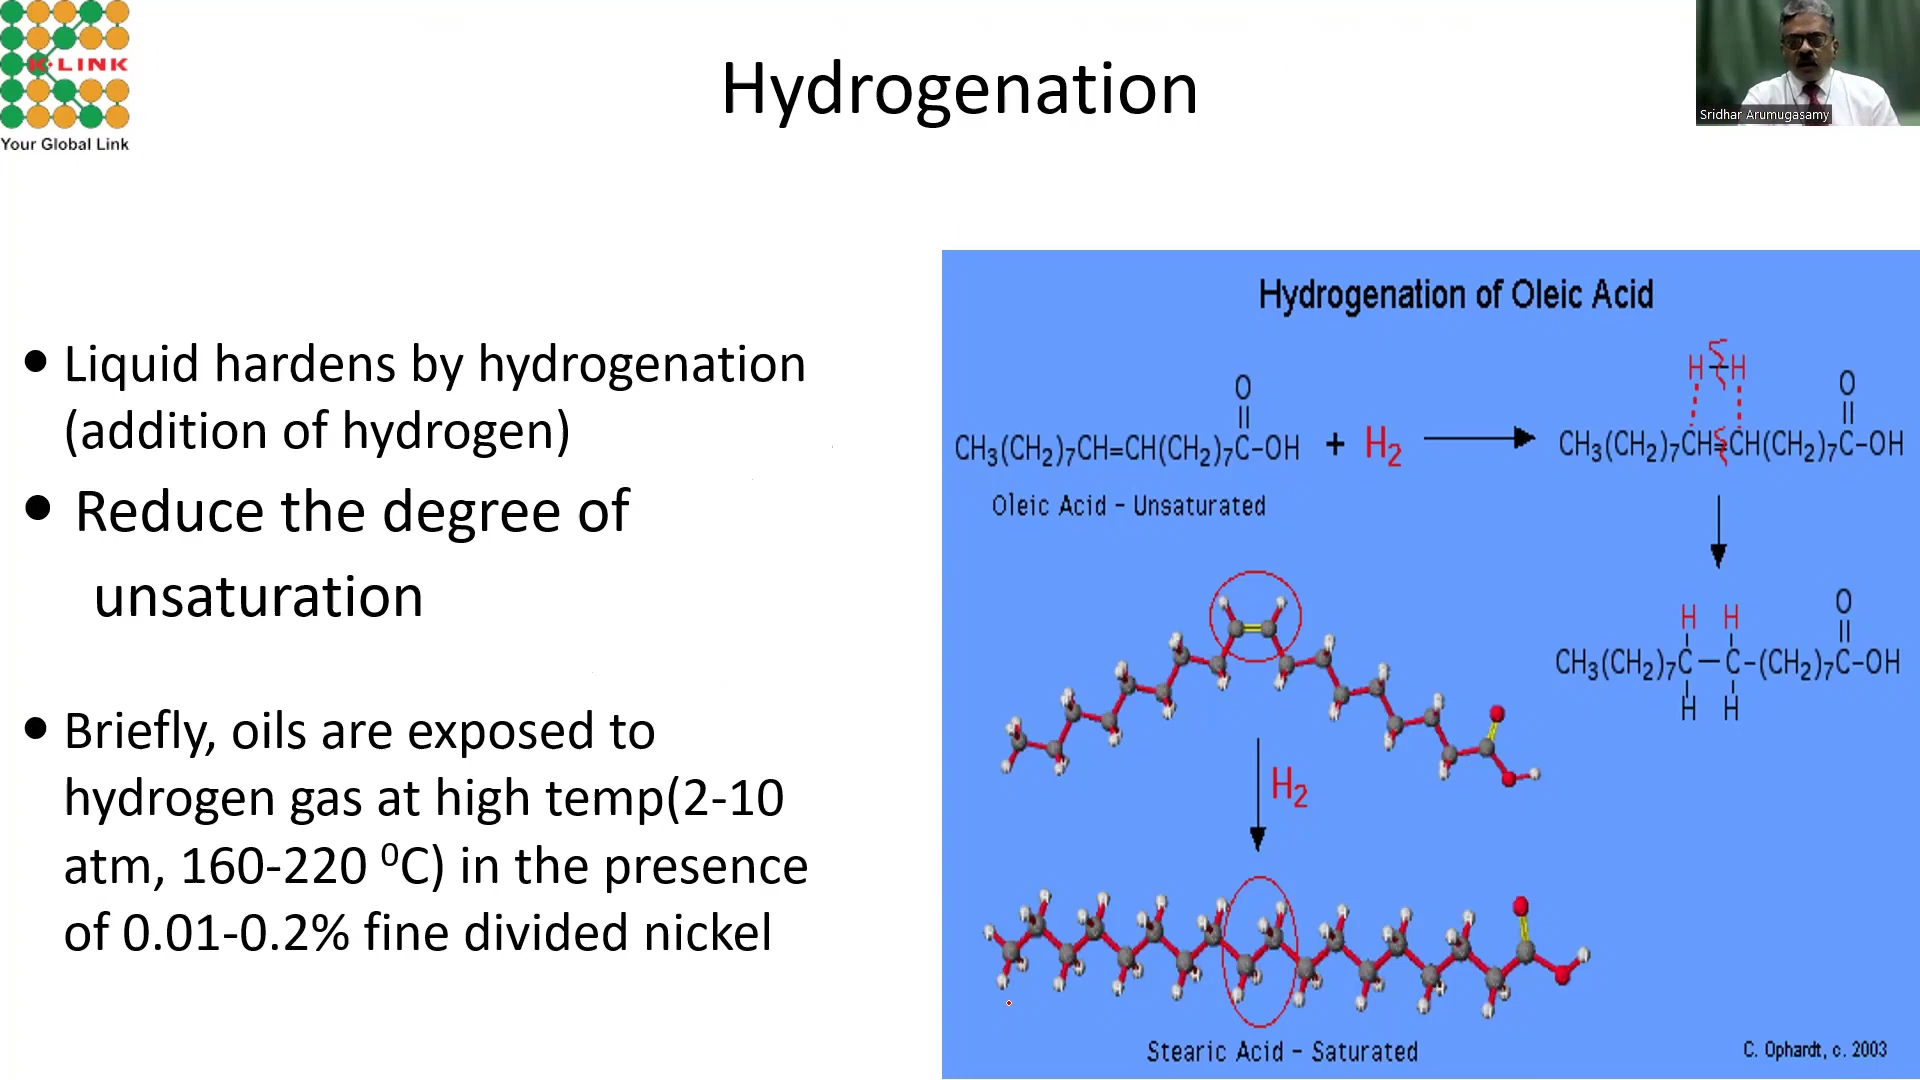 K-LINK
Your Global Link
Hydrogenation
Sridhar Arumugasamy
• Liquid hardens by hydrogenation
(addition of hydrogen)
• Reduce the degree of
unsaturation
• Briefly, oils are exposed to
hydrogen gas at high temp(2-10
atm, 160-220 ⁰C) in the presence
of 0.01-0.2% fine divided nickel
Hydrogenation of Oleic Acid
H–H
O
O
CH₃(CH₂)₇CH=CH(CH₂)₇C–OH + H₂
CH₃(CH₂)₇CH=CH(CH₂)₇C–OH
Oleic Acid – Unsaturated
H H
O
CH₃(CH₂)₇C–C–(CH₂)₇C–OH
H H
H₂
Stearic Acid – Saturated
C. Ophardt, c. 2003